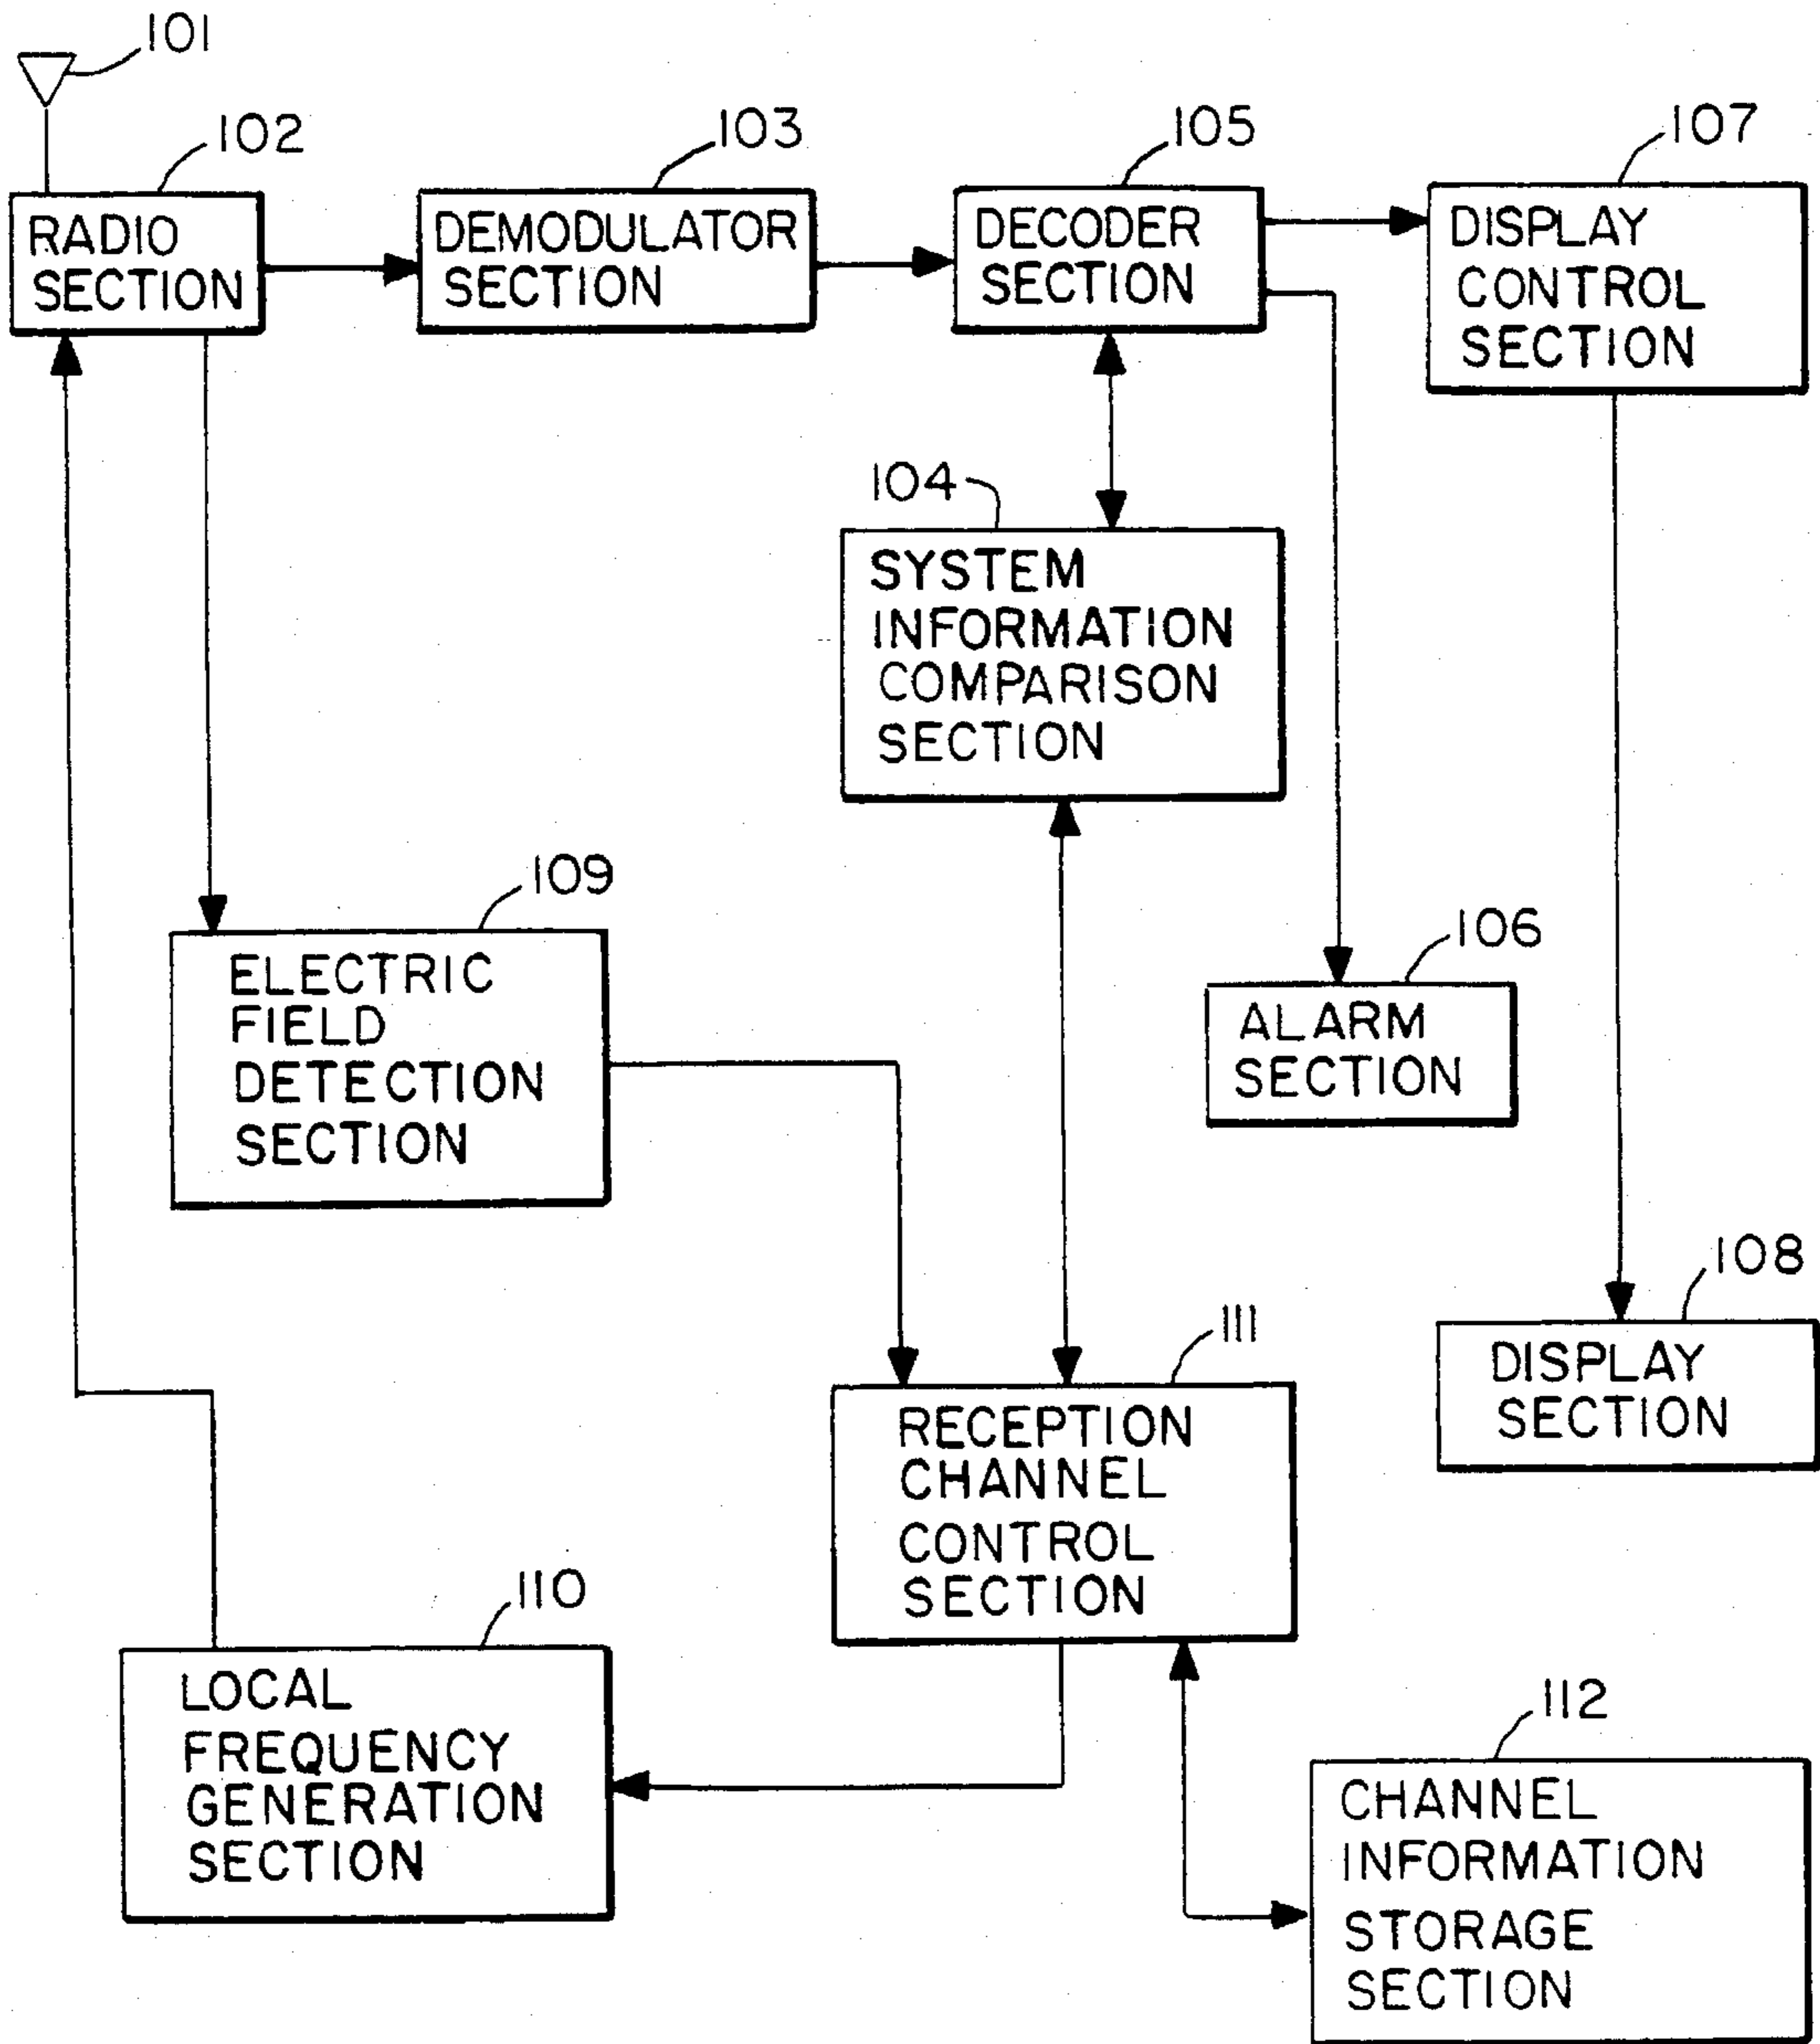 101
102
RADIO
SECTION
103
DEMODULATOR
SECTION
105
DECODER
SECTION
107
DISPLAY
CONTROL
SECTION
104
SYSTEM
INFORMATION
COMPARISON
SECTION
109
ELECTRIC
FIELD
DETECTION
SECTION
106
ALARM
SECTION
108
DISPLAY
SECTION
111
RECEPTION
CHANNEL
CONTROL
SECTION
110
LOCAL
FREQUENCY
GENERATION
SECTION
112
CHANNEL
INFORMATION
STORAGE
SECTION